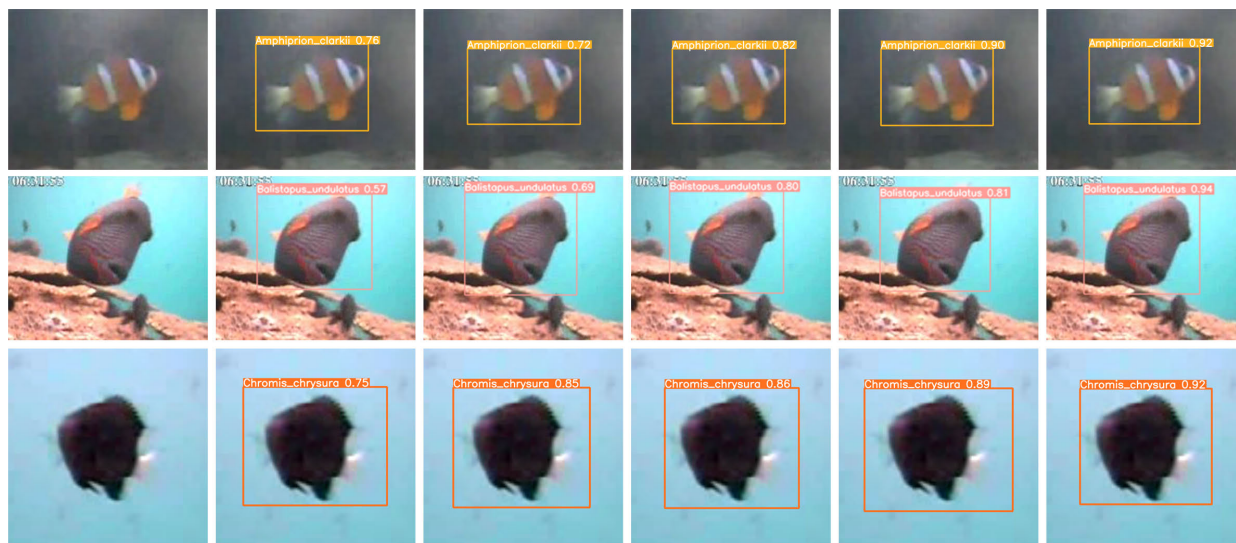 Amphiprion_clarkii 0.76
Amphiprion_clarkii 0.72
Amphiprion_clarkii 0.82
Amphiprion_clarkii 0.90
Amphiprion_clarkii 0.92
Balistapus_undulatus 0.57
Balistapus_undulatus 0.69
Balistapus_undulatus 0.80
Balistapus_undulatus 0.81
Balistapus_undulatus 0.94
Chromis_chrysura 0.75
Chromis_chrysura 0.85
Chromis_chrysura 0.86
Chromis_chrysura 0.89
Chromis_chrysura 0.92